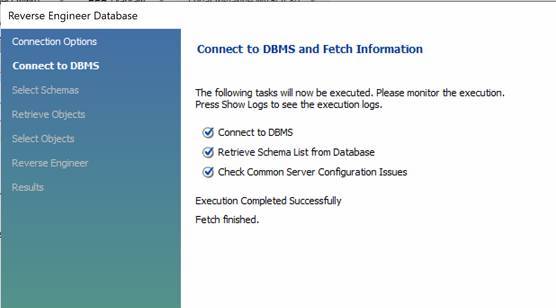 Reverse Engineer Database
Connection Options
Connect to DBMS
Select Schemas
Retrieve Objects
Select Objects
Reverse Engineer
Results
Connect to DBMS and Fetch Information
The following tasks will now be executed. Please monitor the execution.
Press Show Logs to see the execution logs.
Connect to DBMS
Retrieve Schema List from Database
Check Common Server Configuration Issues
Execution Completed Successfully
Fetch finished.